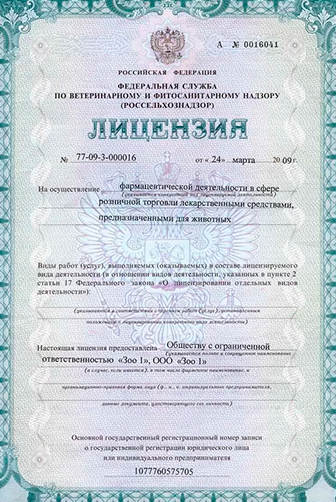 А № 0016041
РОССИЙСКАЯ ФЕДЕРАЦИЯ
ФЕДЕРАЛЬНАЯ СЛУЖБА
ПО ВЕТЕРИНАРНОМУ И ФИТОСАНИТАРНОМУ НАДЗОРУ
(РОССЕЛЬХОЗНАДЗОР)
ЛИЦЕНЗИЯ
№ 77-09-3-000016 от «24» марта 2009г.
На осуществление фармацевтической деятельности в сфере
(указывается лицензируемый вид деятельности)
розничной торговли лекарственными средствами,
предназначенными для животных
Виды работ (услуг), выполняемых (оказываемых) в составе лицензируемого
вида деятельности (в отношении видов деятельности, указанных в пункте 2
статьи 17 Федерального закона «О лицензировании отдельных видов
деятельности»):
(указывается в соответствии с перечнем работ (услуг), установленным
положением о лицензировании конкретного вида деятельности)
Настоящая лицензия предоставлена Обществу с ограниченной
(указывается полное и сокращенное наименование
ответственностью «Зоо 1», ООО «Зоо 1»
(в случае, если имеется), в том числе фирменное наименование, и
организационно-правовая форма юридического лица (ф., и., о. индивидуального предпринимателя,
данные документа, удостоверяющего его личность)
Основной государственный регистрационный номер записи
о государственной регистрации юридического лица
или индивидуального предпринимателя
1077760575705